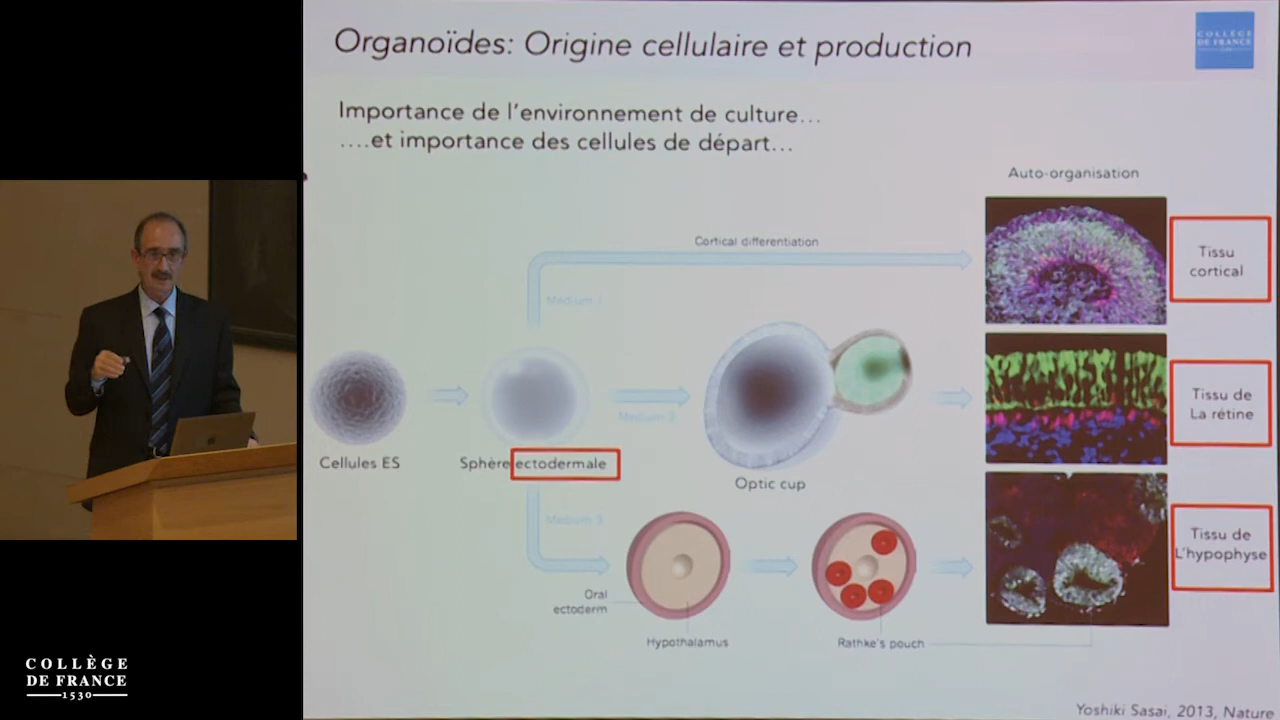 Organoïdes: Origine cellulaire et production
COLLÈGE
DE FRANCE
1530
Importance de l'environnement de culture...
....et importance des cellules de départ...
Auto-organisation
Cortical differentiation
Tissu
cortical
Medium 1
Tissu de
La rétine
Medium 2
Cellules ES
Sphère ectodermale
Optic cup
Medium 3
Tissu de
L'hypophyse
Oral
ectoderm
Hypothalamus
Rathke's pouch
COLLÈGE
DE FRANCE
1530
Yoshiki Sasai, 2013, Nature